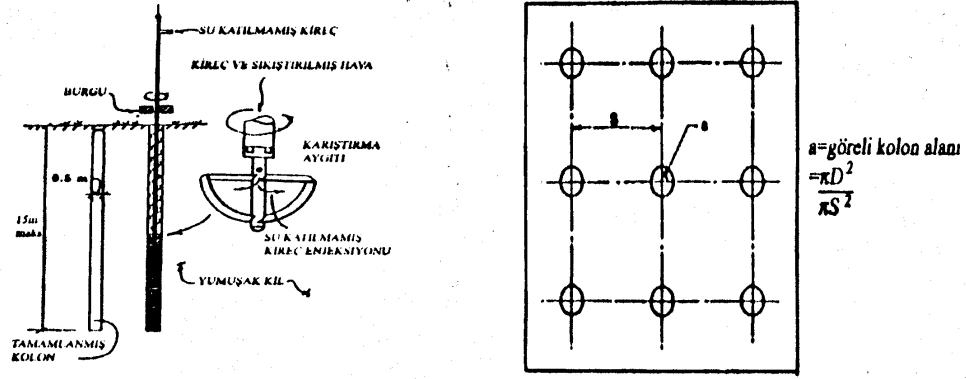 SU KATILMAMIŞ KİREÇ
KİREÇ VE SIKIŞTIRILMIŞ HAVA
BURGU
KARIŞTIRMA
AYGITI
0.5 m
15m
maks
SU KATILMAMIŞ
KİREÇ ENJEKSİYONU
YUMUŞAK KİL
TAMAMLANMIŞ
KOLON
S
a
a=göreli kolon alanı
=πD²
πS²